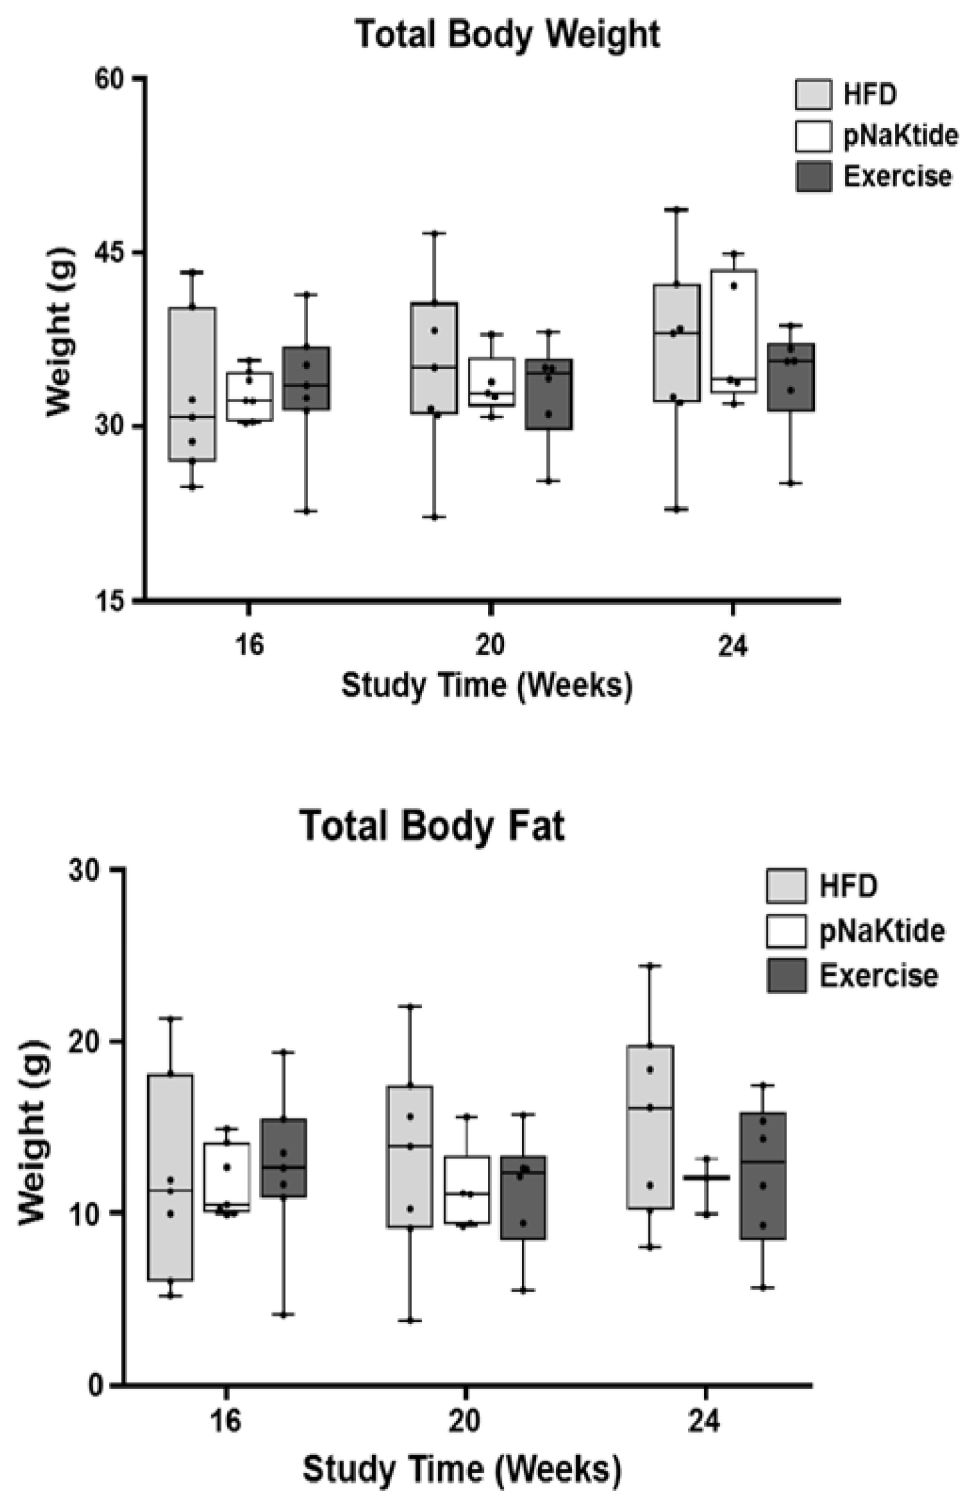 Total Body Weight
60
45
30
15
Weight (g)
HFD
pNaKtide
Exercise
16 20 24
Study Time (Weeks)
Total Body Fat
30
20
10
0
Weight (g)
HFD
pNaKtide
Exercise
16 20 24
Study Time (Weeks)